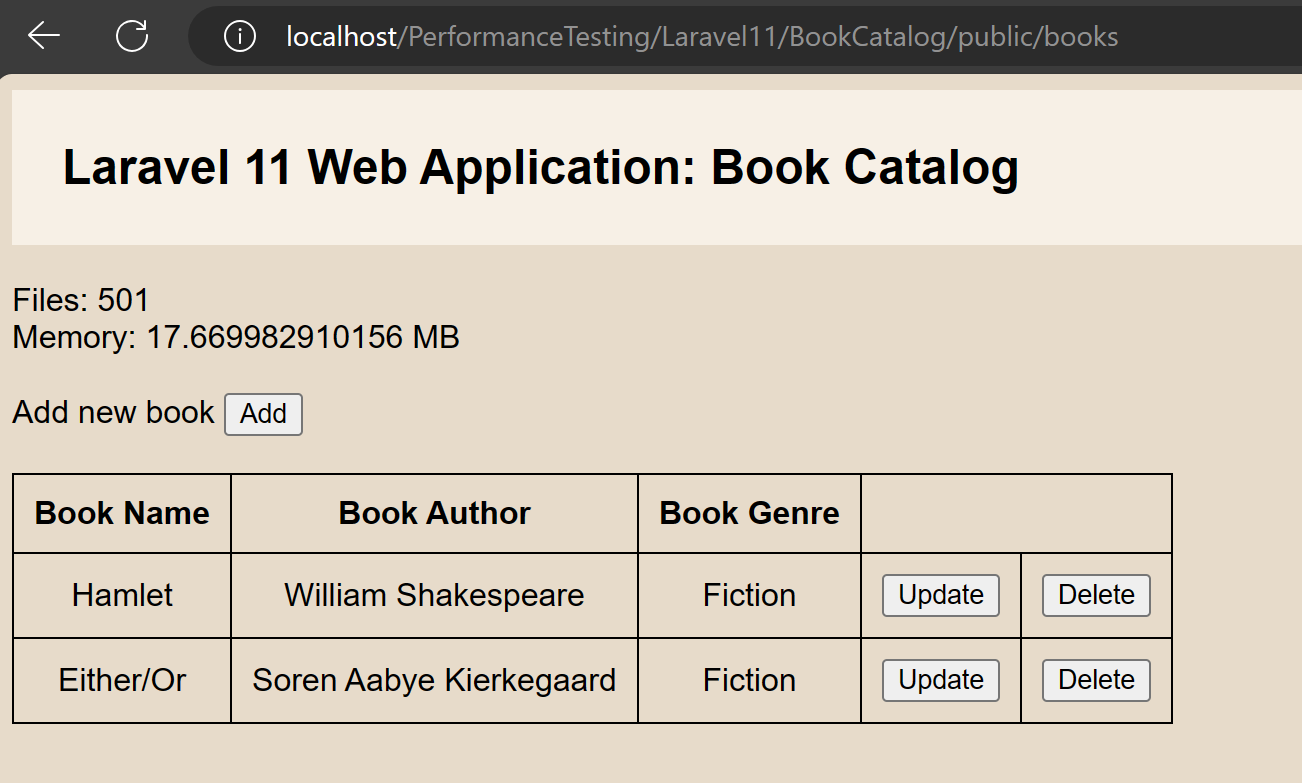 localhost/PerformanceTesting/Laravel11/BookCatalog/public/books
Laravel 11 Web Application: Book Catalog
Files: 501
Memory: 17.669982910156 MB
Add new book Add
Book Name Book Author Book Genre
Hamlet William Shakespeare Fiction Update Delete
Either/Or Soren Aabye Kierkegaard Fiction Update Delete